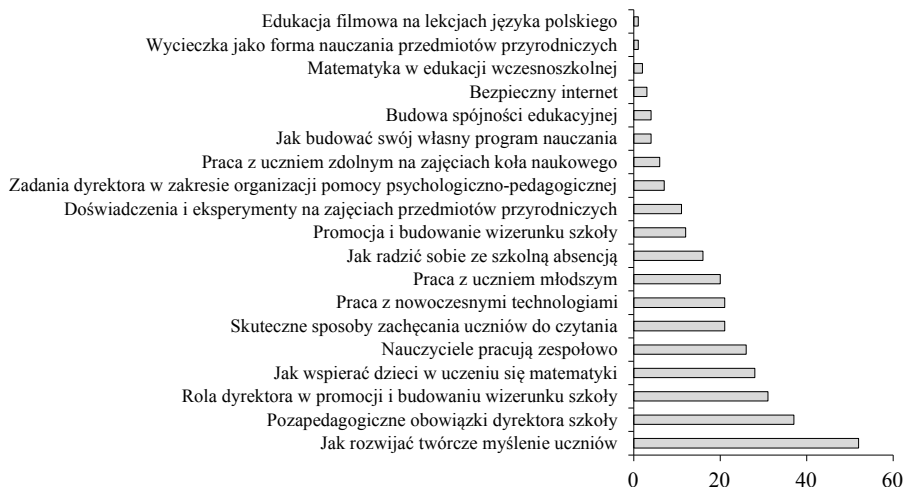 Edukacja filmowa na lekcjach języka polskiego
Wycieczka jako forma nauczania przedmiotów przyrodniczych
Matematyka w edukacji wczesnoszkolnej
Bezpieczny internet
Budowa spójności edukacyjnej
Jak budować swój własny program nauczania
Praca z uczniem zdolnym na zajęciach koła naukowego
Zadania dyrektora w zakresie organizacji pomocy psychologiczno-pedagogicznej
Doświadczenia i eksperymenty na zajęciach przedmiotów przyrodniczych
Promocja i budowanie wizerunku szkoły
Jak radzić sobie ze szkolną absencją
Praca z uczniem młodszym
Praca z nowoczesnymi technologiami
Skuteczne sposoby zachęcania uczniów do czytania
Nauczyciele pracują zespołowo
Jak wspierać dzieci w uczeniu się matematyki
Rola dyrektora w promocji i budowaniu wizerunku szkoły
Pozapedagogiczne obowiązki dyrektora szkoły
Jak rozwijać twórcze myślenie uczniów
0 20 40 60